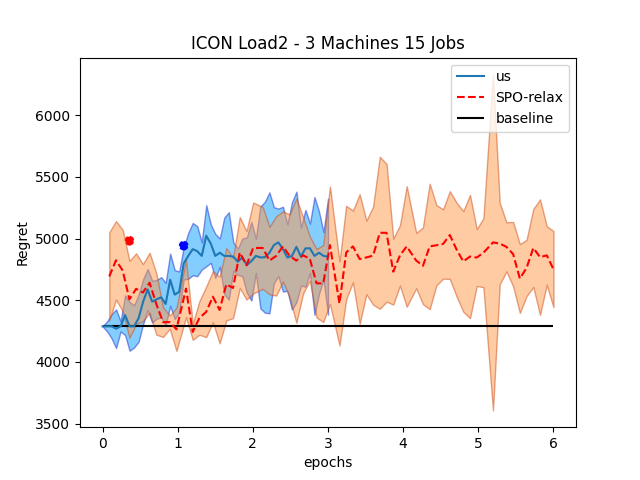 ICON Load2 - 3 Machines 15 Jobs
us
SPO-relax
baseline
Regret
6000
5500
5000
4500
4000
3500
0 1 2 3 4 5 6
epochs